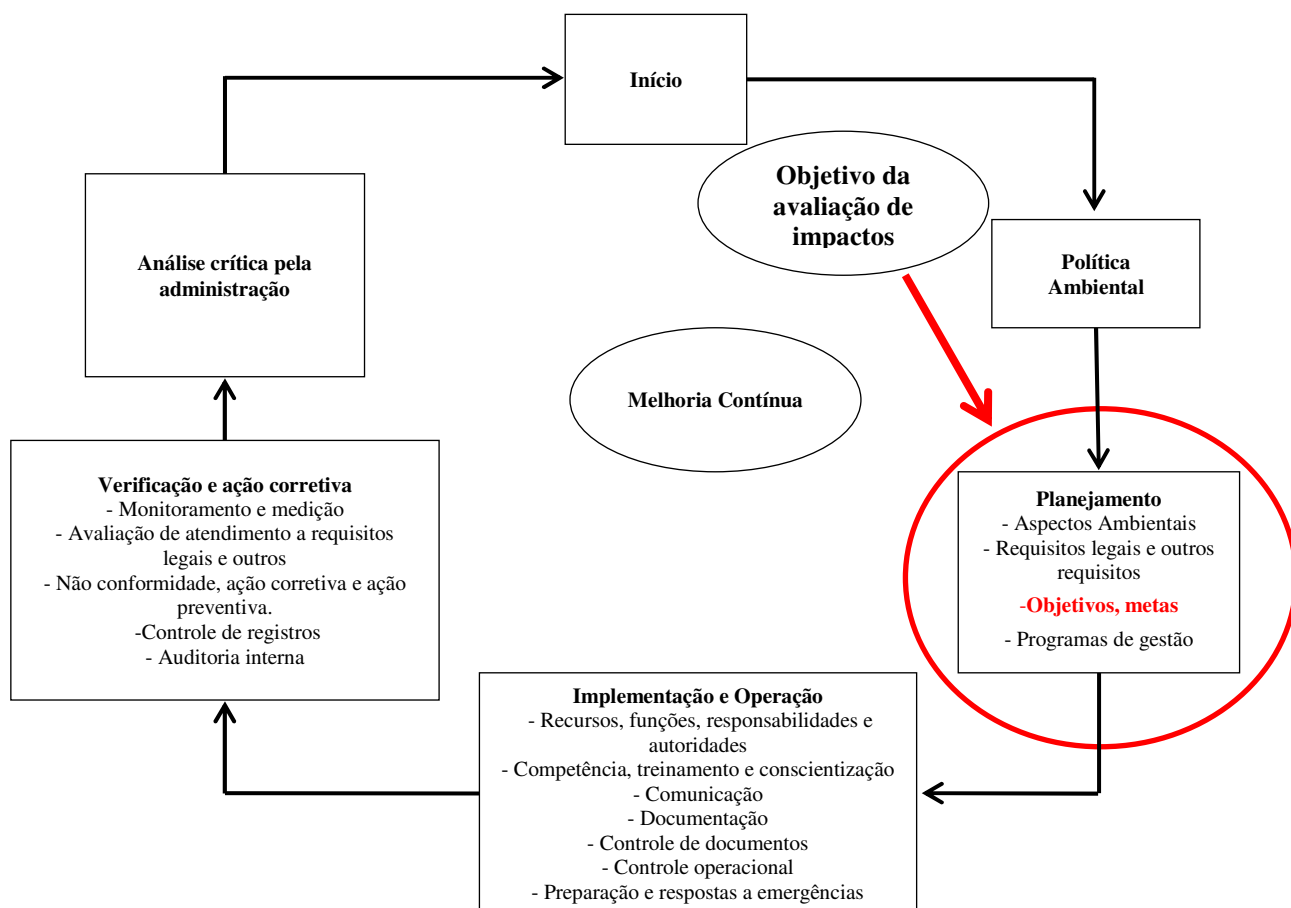 Início
Objetivo da
avaliação de
impactos
Política
Ambiental
Análise crítica pela
administração
Melhoria Contínua
Planejamento
- Aspectos Ambientais
- Requisitos legais e outros
requisitos
-Objetivos, metas
- Programas de gestão
Verificação e ação corretiva
- Monitoramento e medição
- Avaliação de atendimento a requisitos
legais e outros
- Não conformidade, ação corretiva e ação
preventiva.
-Controle de registros
- Auditoria interna
Implementação e Operação
- Recursos, funções, responsabilidades e
autoridades
- Competência, treinamento e conscientização
- Comunicação
- Documentação
- Controle de documentos
- Controle operacional
- Preparação e respostas a emergências